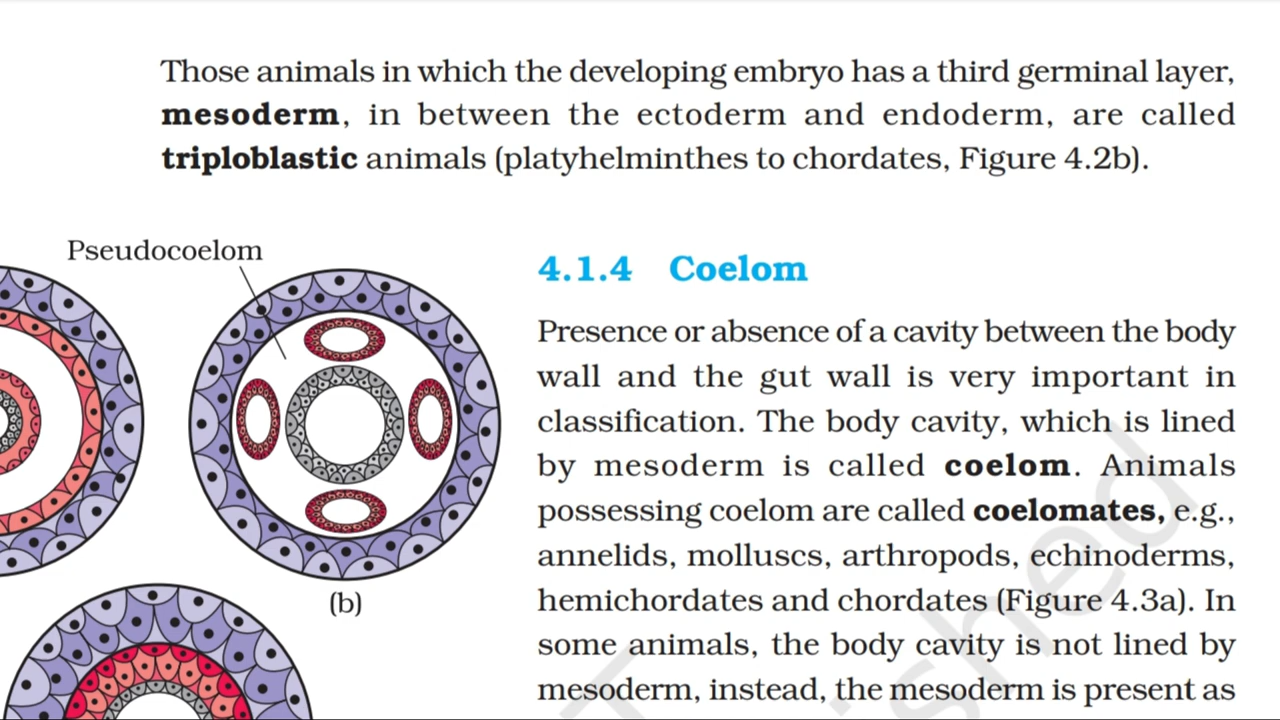 Those animals in which the developing embryo has a third germinal layer,
mesoderm, in between the ectoderm and endoderm, are called
triploblastic animals (platyhelminthes to chordates, Figure 4.2b).
Pseudocoelom
(b)
4.1.4 Coelom
Presence or absence of a cavity between the body
wall and the gut wall is very important in
classification. The body cavity, which is lined
by mesoderm is called coelom. Animals
possessing coelom are called coelomates, e.g.,
annelids, molluscs, arthropods, echinoderms,
hemichordates and chordates (Figure 4.3a). In
some animals, the body cavity is not lined by
mesoderm, instead, the mesoderm is present as